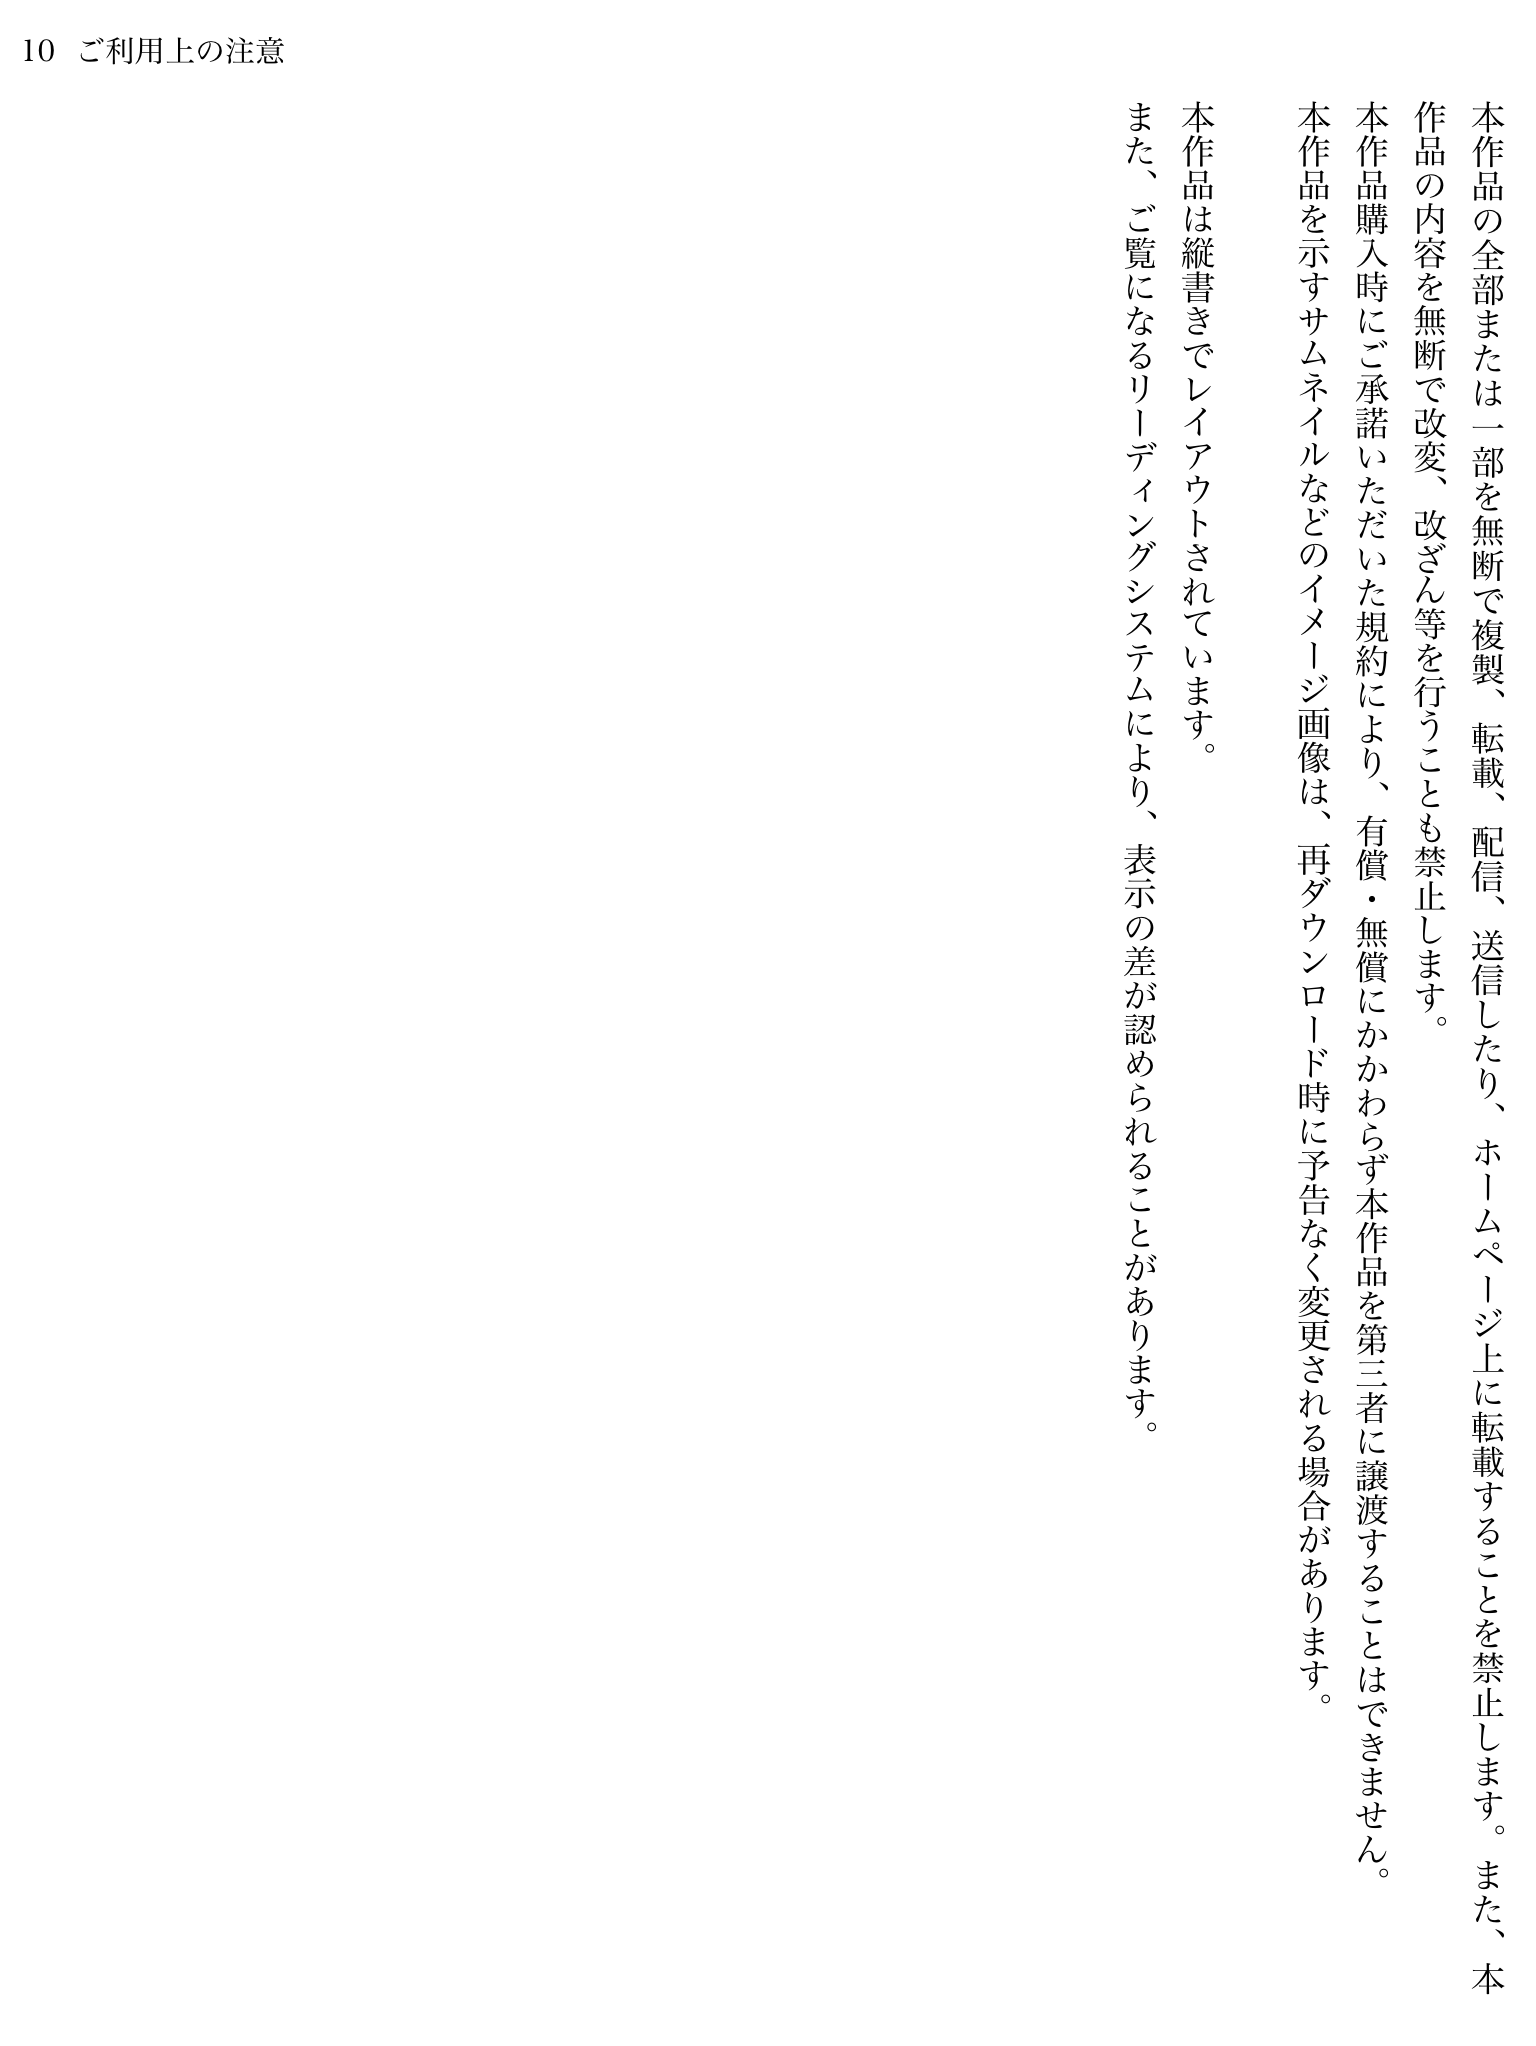 10 ご利用上の注意
本作品の全部または一部を無断で複製、転載、配信、送信したり、ホームページ上に転載することを禁止します。また、本
作品の内容を無断で改変、改ざん等を行うことも禁止します。
本作品購入時にご承諾いただいた規約により、有償・無償にかかわらず本作品を第三者に譲渡することはできません。
本作品を示すサムネイルなどのイメージ画像は、再ダウンロード時に予告なく変更される場合があります。
本作品は縦書きでレイアウトされています。
また、ご覧になるリーディングシステムにより、表示の差が認められることがあります。